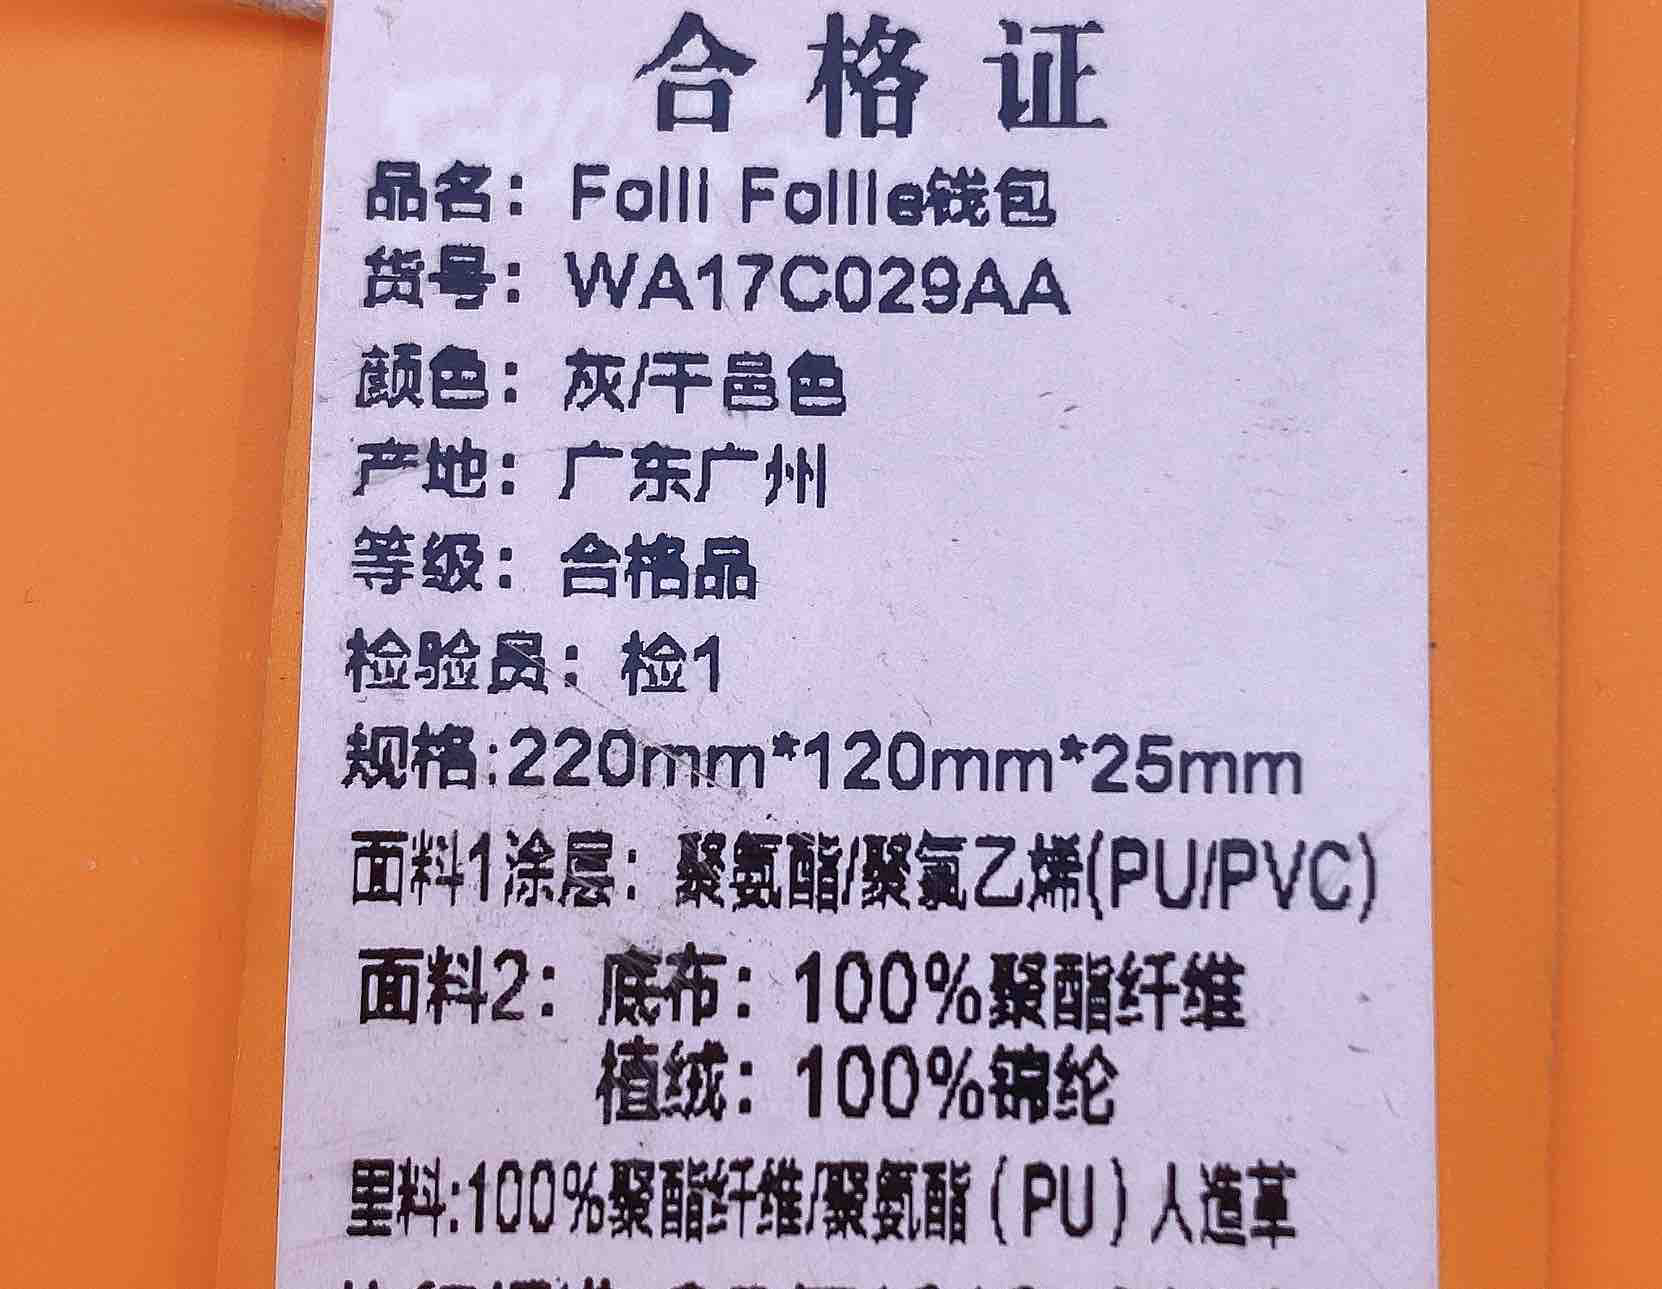 合格证
品名：Folli Follie钱包
货号：WA17C029AA
颜色：灰/干邑色
产地：广东广州
等级：合格品
检验员：检1
规格:220mm*120mm*25mm
面料1涂层：聚氨酯/聚氯乙烯(PU/PVC)
面料2：底布：100%聚酯纤维
植绒：100%锦纶
里料:100%聚酯纤维/聚氨酯（PU）人造革